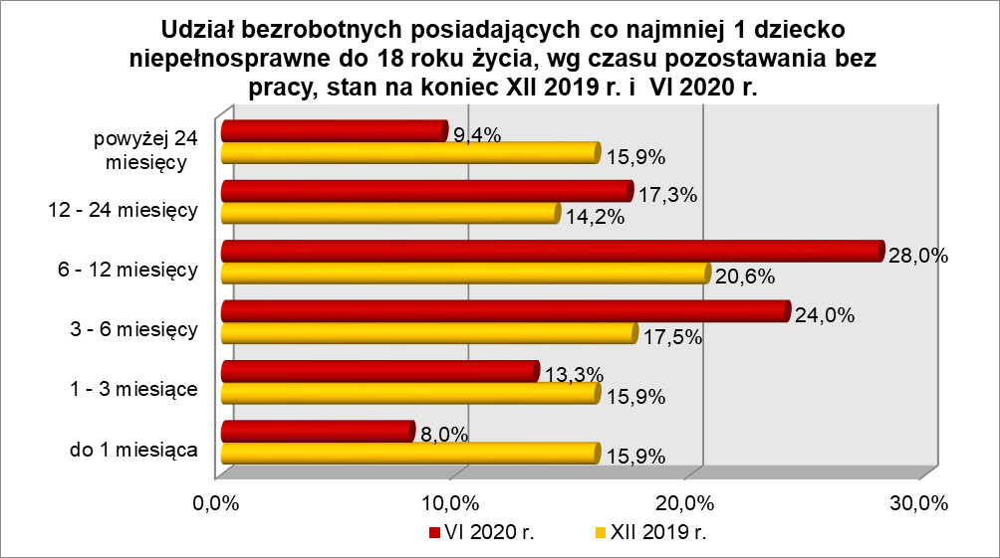 Udział bezrobotnych posiadających co najmniej 1 dziecko
niepełnosprawne do 18 roku życia, wg czasu pozostawania bez
pracy, stan na koniec XII 2019 r. i  VI 2020 r.
powyżej 24
miesięcy
9,4%
15,9%
12 - 24 miesięcy
17,3%
14,2%
6 - 12 miesięcy
28,0%
20,6%
3 - 6 miesięcy
24,0%
17,5%
1 - 3 miesiące
13,3%
15,9%
do 1 miesiąca
8,0%
15,9%
0,0% 10,0% 20,0% 30,0%
VI 2020 r. XII 2019 r.